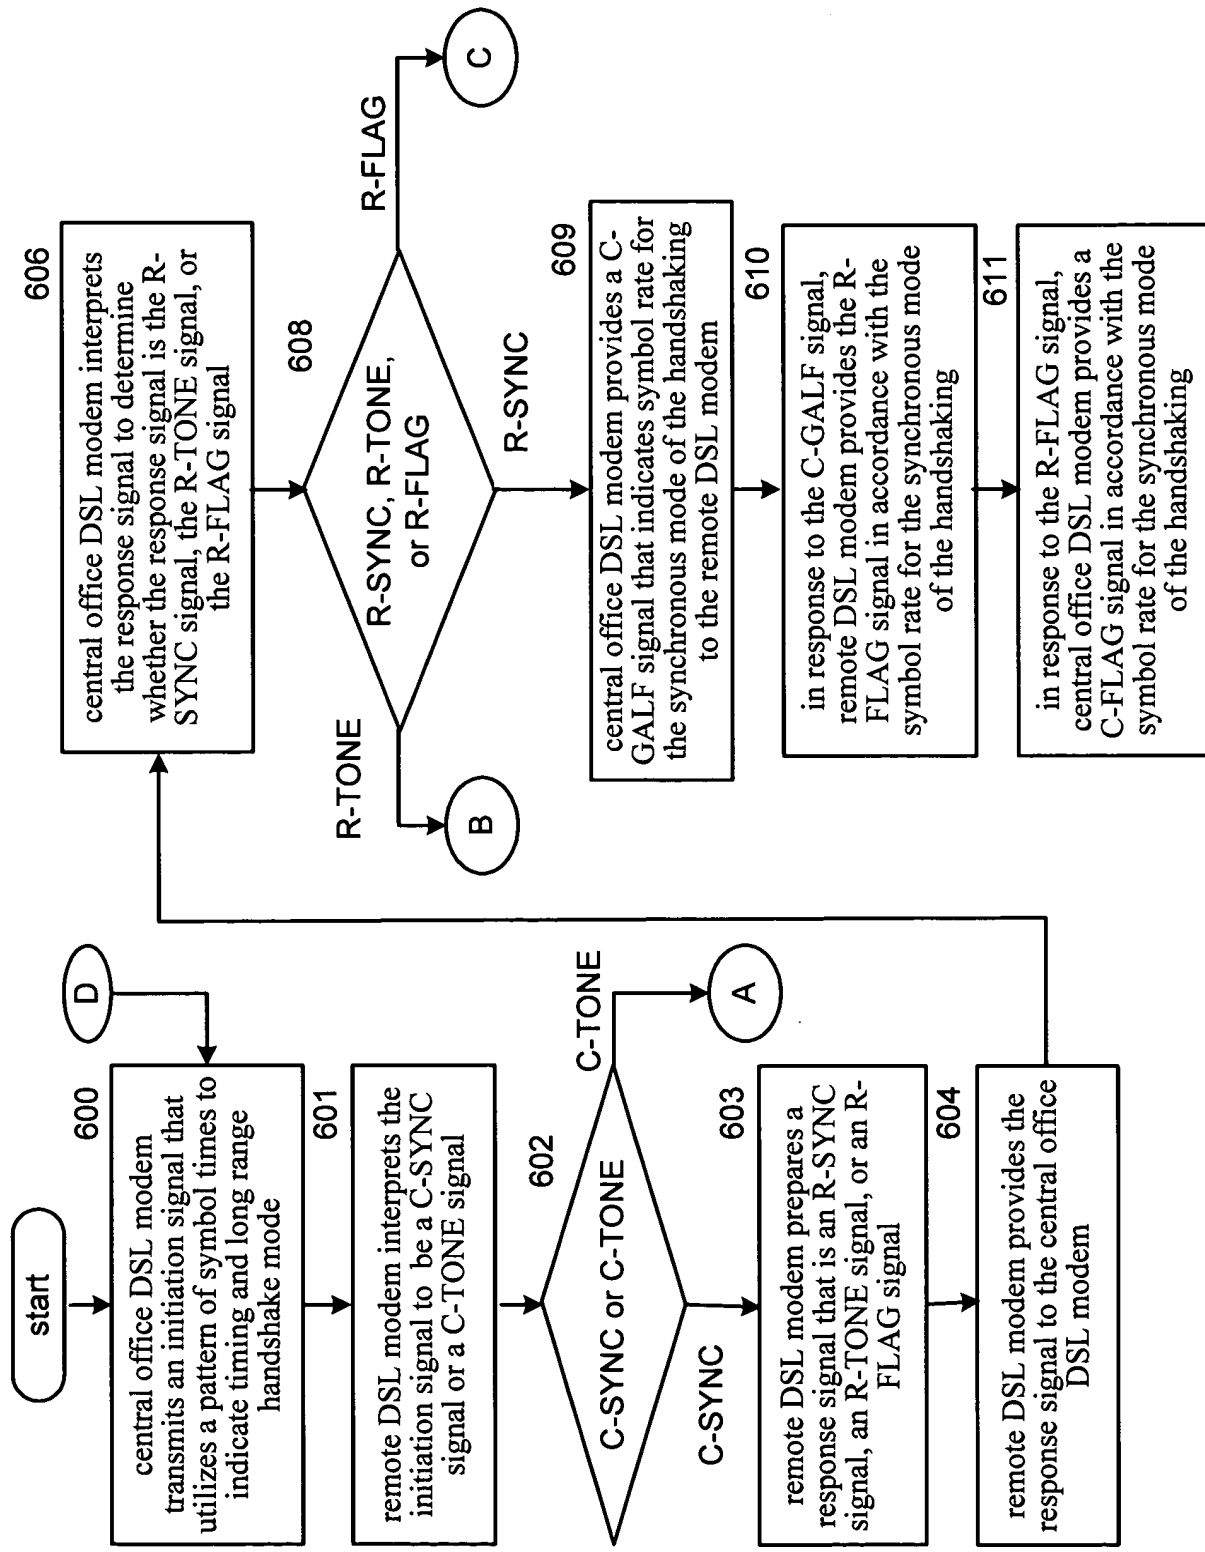 start
D
600
central office DSL modem
transmits an initiation signal that
utilizes a pattern of symbol times to
indicate timing and long range
handshake mode
601
remote DSL modem interprets the
initiation signal to be a C-SYNC
signal or a C-TONE signal
602
C-SYNC or C-TONE
C-TONE
A
C-SYNC
603
remote DSL modem prepares a
response signal that is an R-SYNC
signal, an R-TONE signal, or an R-
FLAG signal
604
remote DSL modem provides the
response signal to the central office
DSL modem
606
central office DSL modem interprets
the response signal to determine
whether the response signal is the R-
SYNC signal, the R-TONE signal, or
the R-FLAG signal
608
R-SYNC, R-TONE,
or R-FLAG
R-TONE
B
R-FLAG
C
R-SYNC
609
central office DSL modem provides a C-
GALF signal that indicates symbol rate for
the synchronous mode of the handshaking
to the remote DSL modem
610
in response to the C-GALF signal,
remote DSL modem provides the R-
FLAG signal in accordance with the
symbol rate for the synchronous mode
of the handshaking
611
in response to the R-FLAG signal,
central office DSL modem provides a
C-FLAG signal in accordance with the
symbol rate for the synchronous mode
of the handshaking